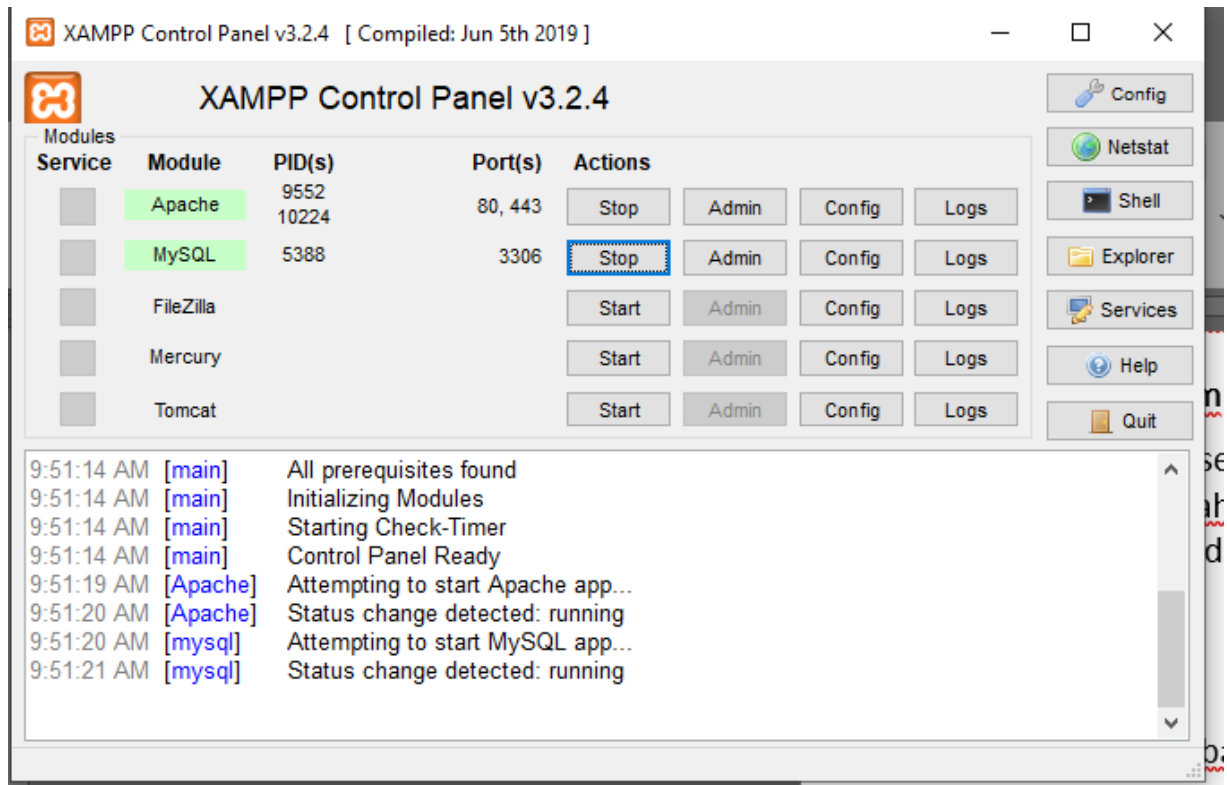 XAMPP Control Panel v3.2.4 [ Compiled: Jun 5th 2019 ]
XAMPP Control Panel v3.2.4
Config
Modules
Service Module PID(s) Port(s) Actions
Netstat
Apache 9552 10224 80, 443 Stop Admin Config Logs
Shell
MySQL 5388 3306 Stop Admin Config Logs
Explorer
FileZilla Start Admin Config Logs
Services
Mercury Start Admin Config Logs
Help
Tomcat Start Admin Config Logs
Quit
9:51:14 AM [main] All prerequisites found
9:51:14 AM [main] Initializing Modules
9:51:14 AM [main] Starting Check-Timer
9:51:14 AM [main] Control Panel Ready
9:51:19 AM [Apache] Attempting to start Apache app...
9:51:20 AM [Apache] Status change detected: running
9:51:20 AM [mysql] Attempting to start MySQL app...
9:51:21 AM [mysql] Status change detected: running